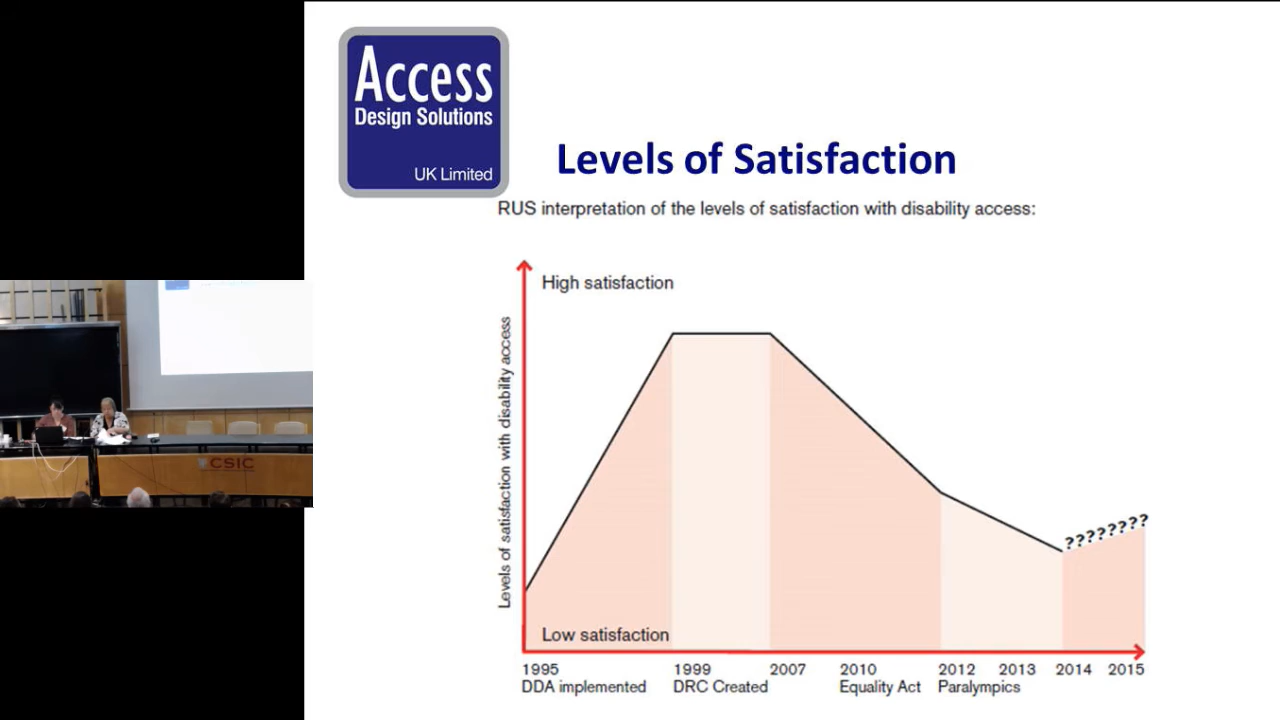 Access
Design Solutions
UK Limited
Levels of Satisfaction
RUS interpretation of the levels of satisfaction with disability access:
High satisfaction
Levels of satisfaction with disability access
????????
Low satisfaction
1995 1999 2007 2010 2012 2013 2014 2015
DDA implemented DRC Created Equality Act Paralympics
CSIC